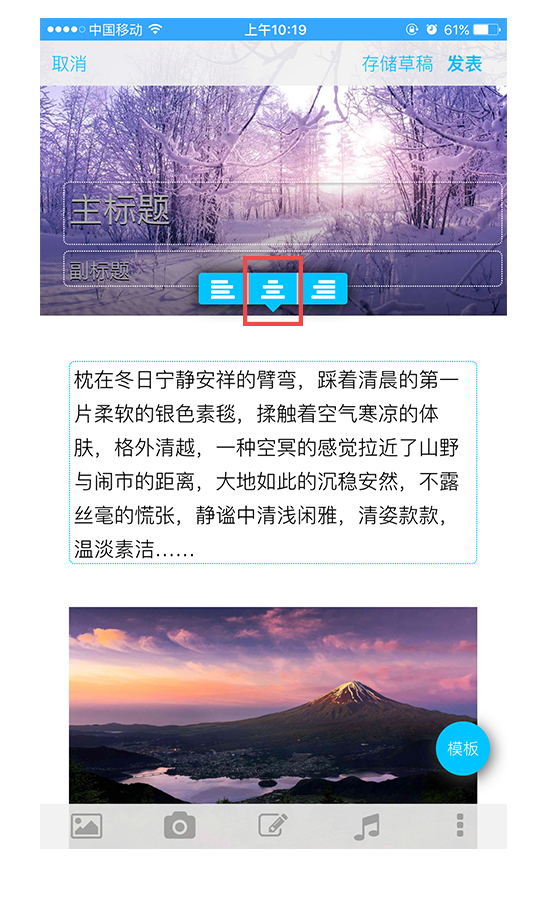 中国移动 上午10:19 61%
取消 存储草稿 发表
主标题
副标题
枕在冬日宁静安祥的臂弯，踩着清晨的第一
片柔软的银色素毯，揉触着空气寒凉的体
肤，格外清越，一种空冥的感觉拉近了山野
与闹市的距离，大地如此的沉稳安然，不露
丝毫的慌张，静谧中清浅闲雅，清姿款款，
温淡素洁……
模板